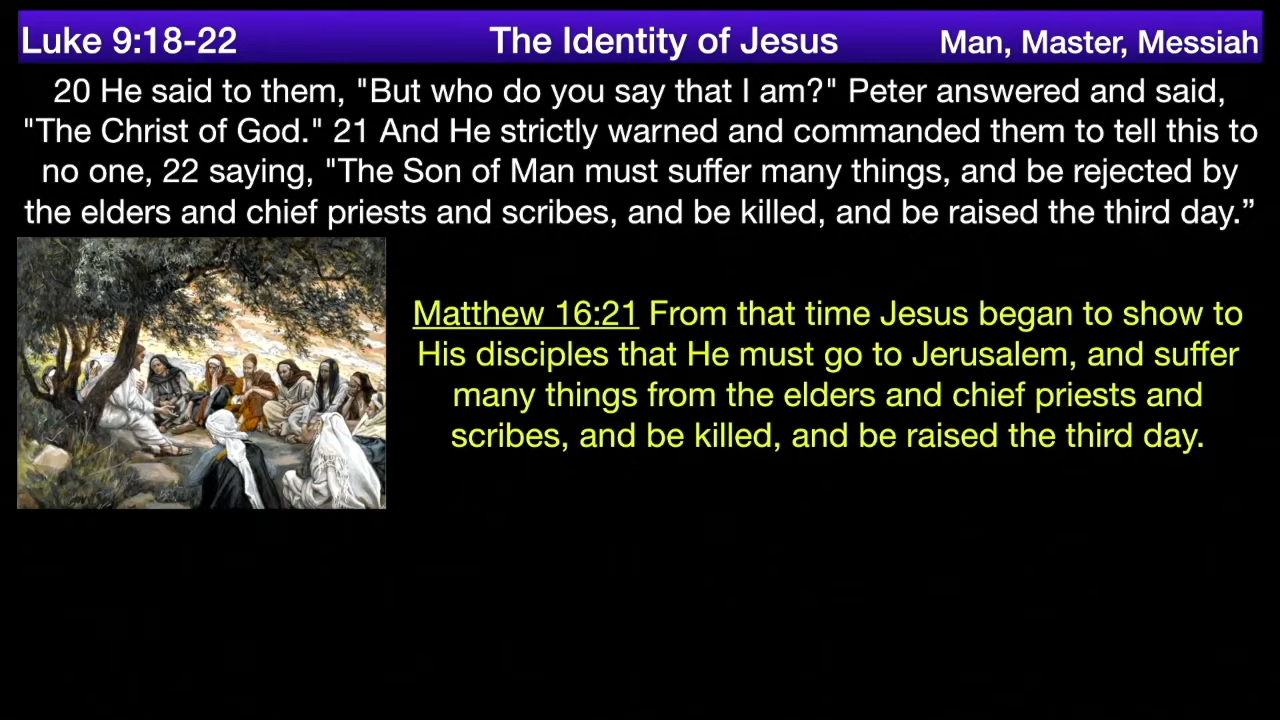 Luke 9:18-22 The Identity of Jesus Man, Master, Messiah
20 He said to them, "But who do you say that I am?" Peter answered and said,
"The Christ of God." 21 And He strictly warned and commanded them to tell this to
no one, 22 saying, "The Son of Man must suffer many things, and be rejected by
the elders and chief priests and scribes, and be killed, and be raised the third day.”
Matthew 16:21 From that time Jesus began to show to
His disciples that He must go to Jerusalem, and suffer
many things from the elders and chief priests and
scribes, and be killed, and be raised the third day.